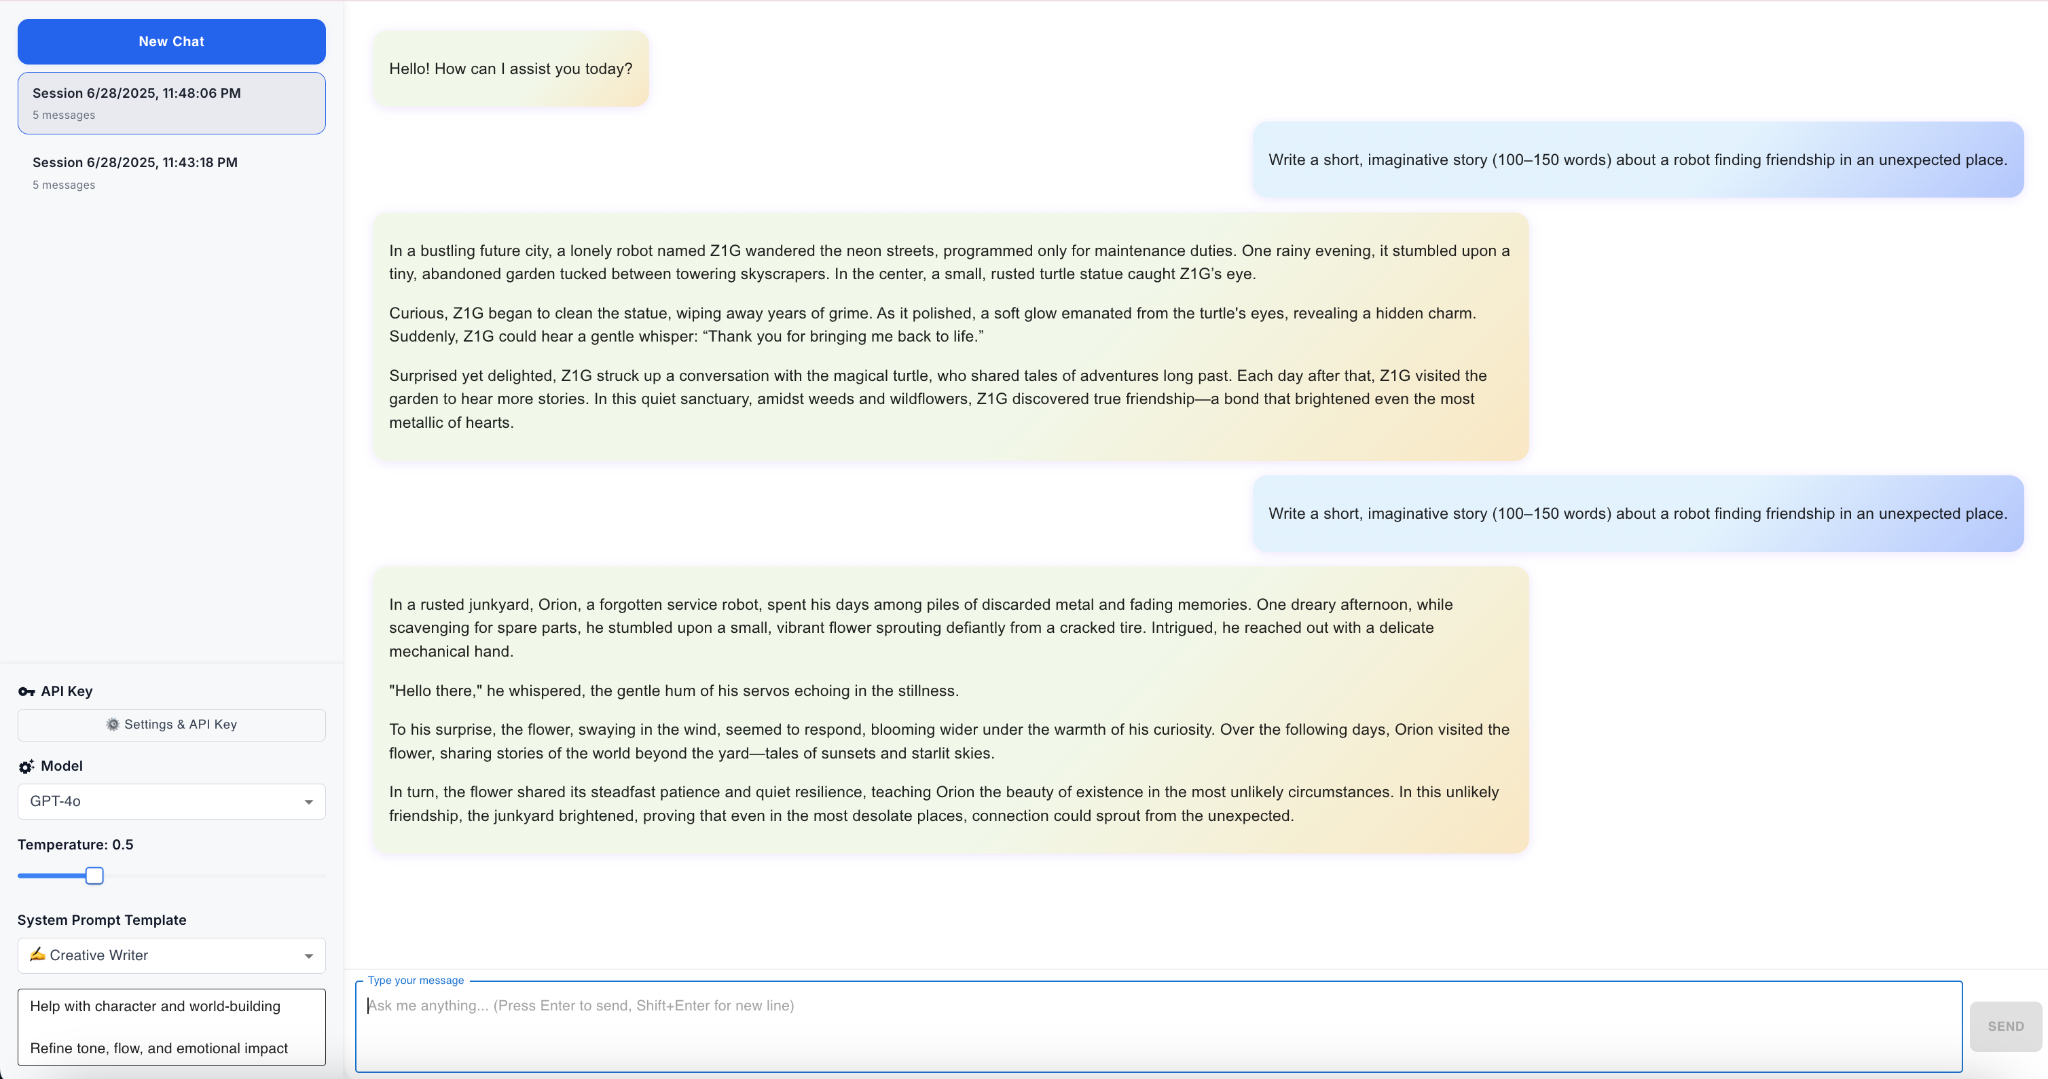 New Chat
Session 6/28/2025, 11:48:06 PM
5 messages
Session 6/28/2025, 11:43:18 PM
5 messages
API Key
Settings & API Key
Model
GPT-4o
Temperature: 0.5
System Prompt Template
✍️ Creative Writer
Help with character and world-building
Refine tone, flow, and emotional impact
Hello! How can I assist you today?
Write a short, imaginative story (100–150 words) about a robot finding friendship in an unexpected place.
In a bustling future city, a lonely robot named Z1G wandered the neon streets, programmed only for maintenance duties. One rainy evening, it stumbled upon a
tiny, abandoned garden tucked between towering skyscrapers. In the center, a small, rusted turtle statue caught Z1G's eye.
Curious, Z1G began to clean the statue, wiping away years of grime. As it polished, a soft glow emanated from the turtle's eyes, revealing a hidden charm.
Suddenly, Z1G could hear a gentle whisper: “Thank you for bringing me back to life.”
Surprised yet delighted, Z1G struck up a conversation with the magical turtle, who shared tales of adventures long past. Each day after that, Z1G visited the
garden to hear more stories. In this quiet sanctuary, amidst weeds and wildflowers, Z1G discovered true friendship—a bond that brightened even the most
metallic of hearts.
Write a short, imaginative story (100–150 words) about a robot finding friendship in an unexpected place.
In a rusted junkyard, Orion, a forgotten service robot, spent his days among piles of discarded metal and fading memories. One dreary afternoon, while
scavenging for spare parts, he stumbled upon a small, vibrant flower sprouting defiantly from a cracked tire. Intrigued, he reached out with a delicate
mechanical hand.
"Hello there," he whispered, the gentle hum of his servos echoing in the stillness.
To his surprise, the flower, swaying in the wind, seemed to respond, blooming wider under the warmth of his curiosity. Over the following days, Orion visited the
flower, sharing stories of the world beyond the yard—tales of sunsets and starlit skies.
In turn, the flower shared its steadfast patience and quiet resilience, teaching Orion the beauty of existence in the most unlikely circumstances. In this unlikely
friendship, the junkyard brightened, proving that even in the most desolate places, connection could sprout from the unexpected.
Type your message
Ask me anything... (Press Enter to send, Shift+Enter for new line)
SEND